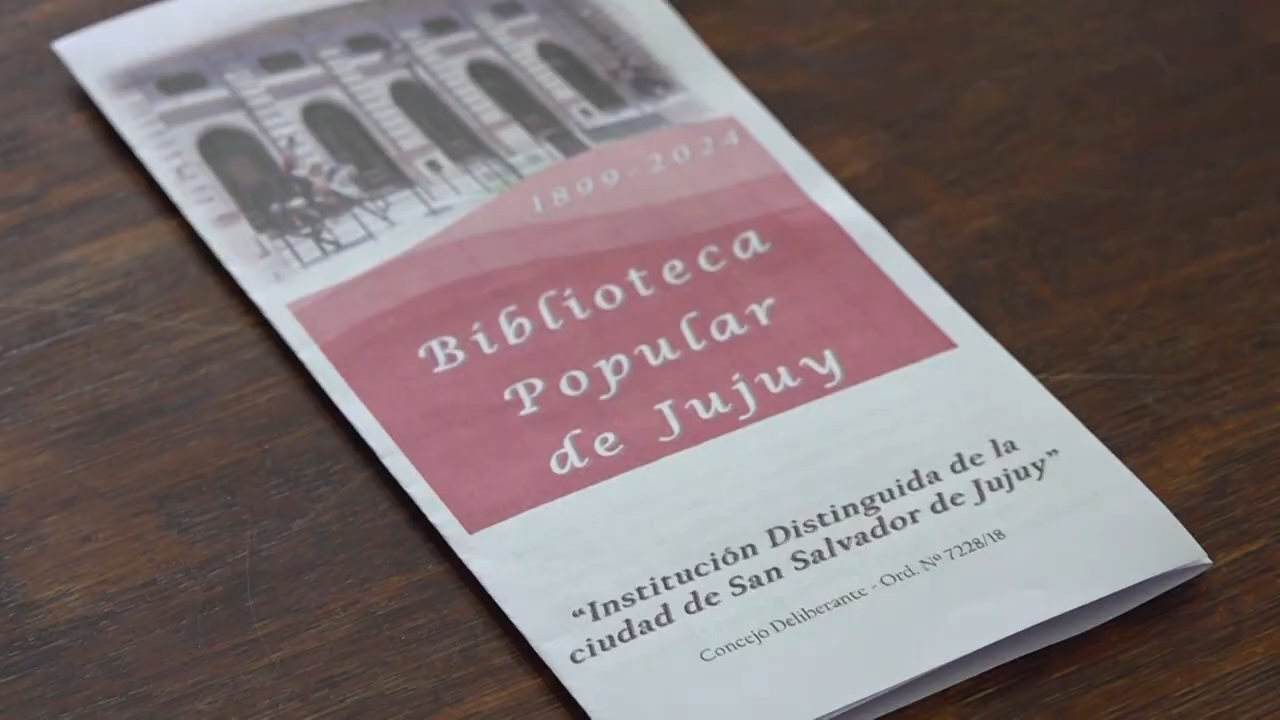 1899-2024
Biblioteca
Popular
de Jujuy
“Institución Distinguida de la
ciudad de San Salvador de Jujuy”
Concejo Deliberante - Ord. Nº 7228/18